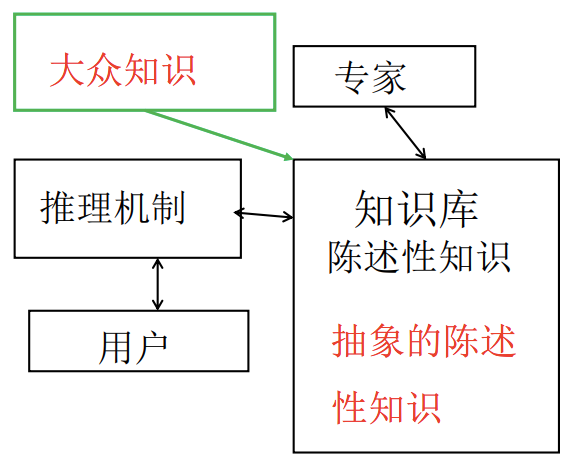 大众知识
专家
推理机制
知识库
陈述性知识
用户
抽象的陈述
性知识